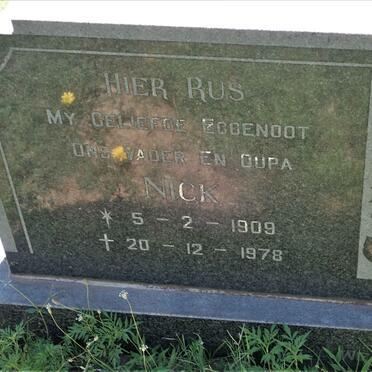 HIER RUS
MY GELIEFDE EGGENOOT
ONS VADER EN OUPA
NICK
* 5 - 2 - 1909
† 20 - 12 - 1978